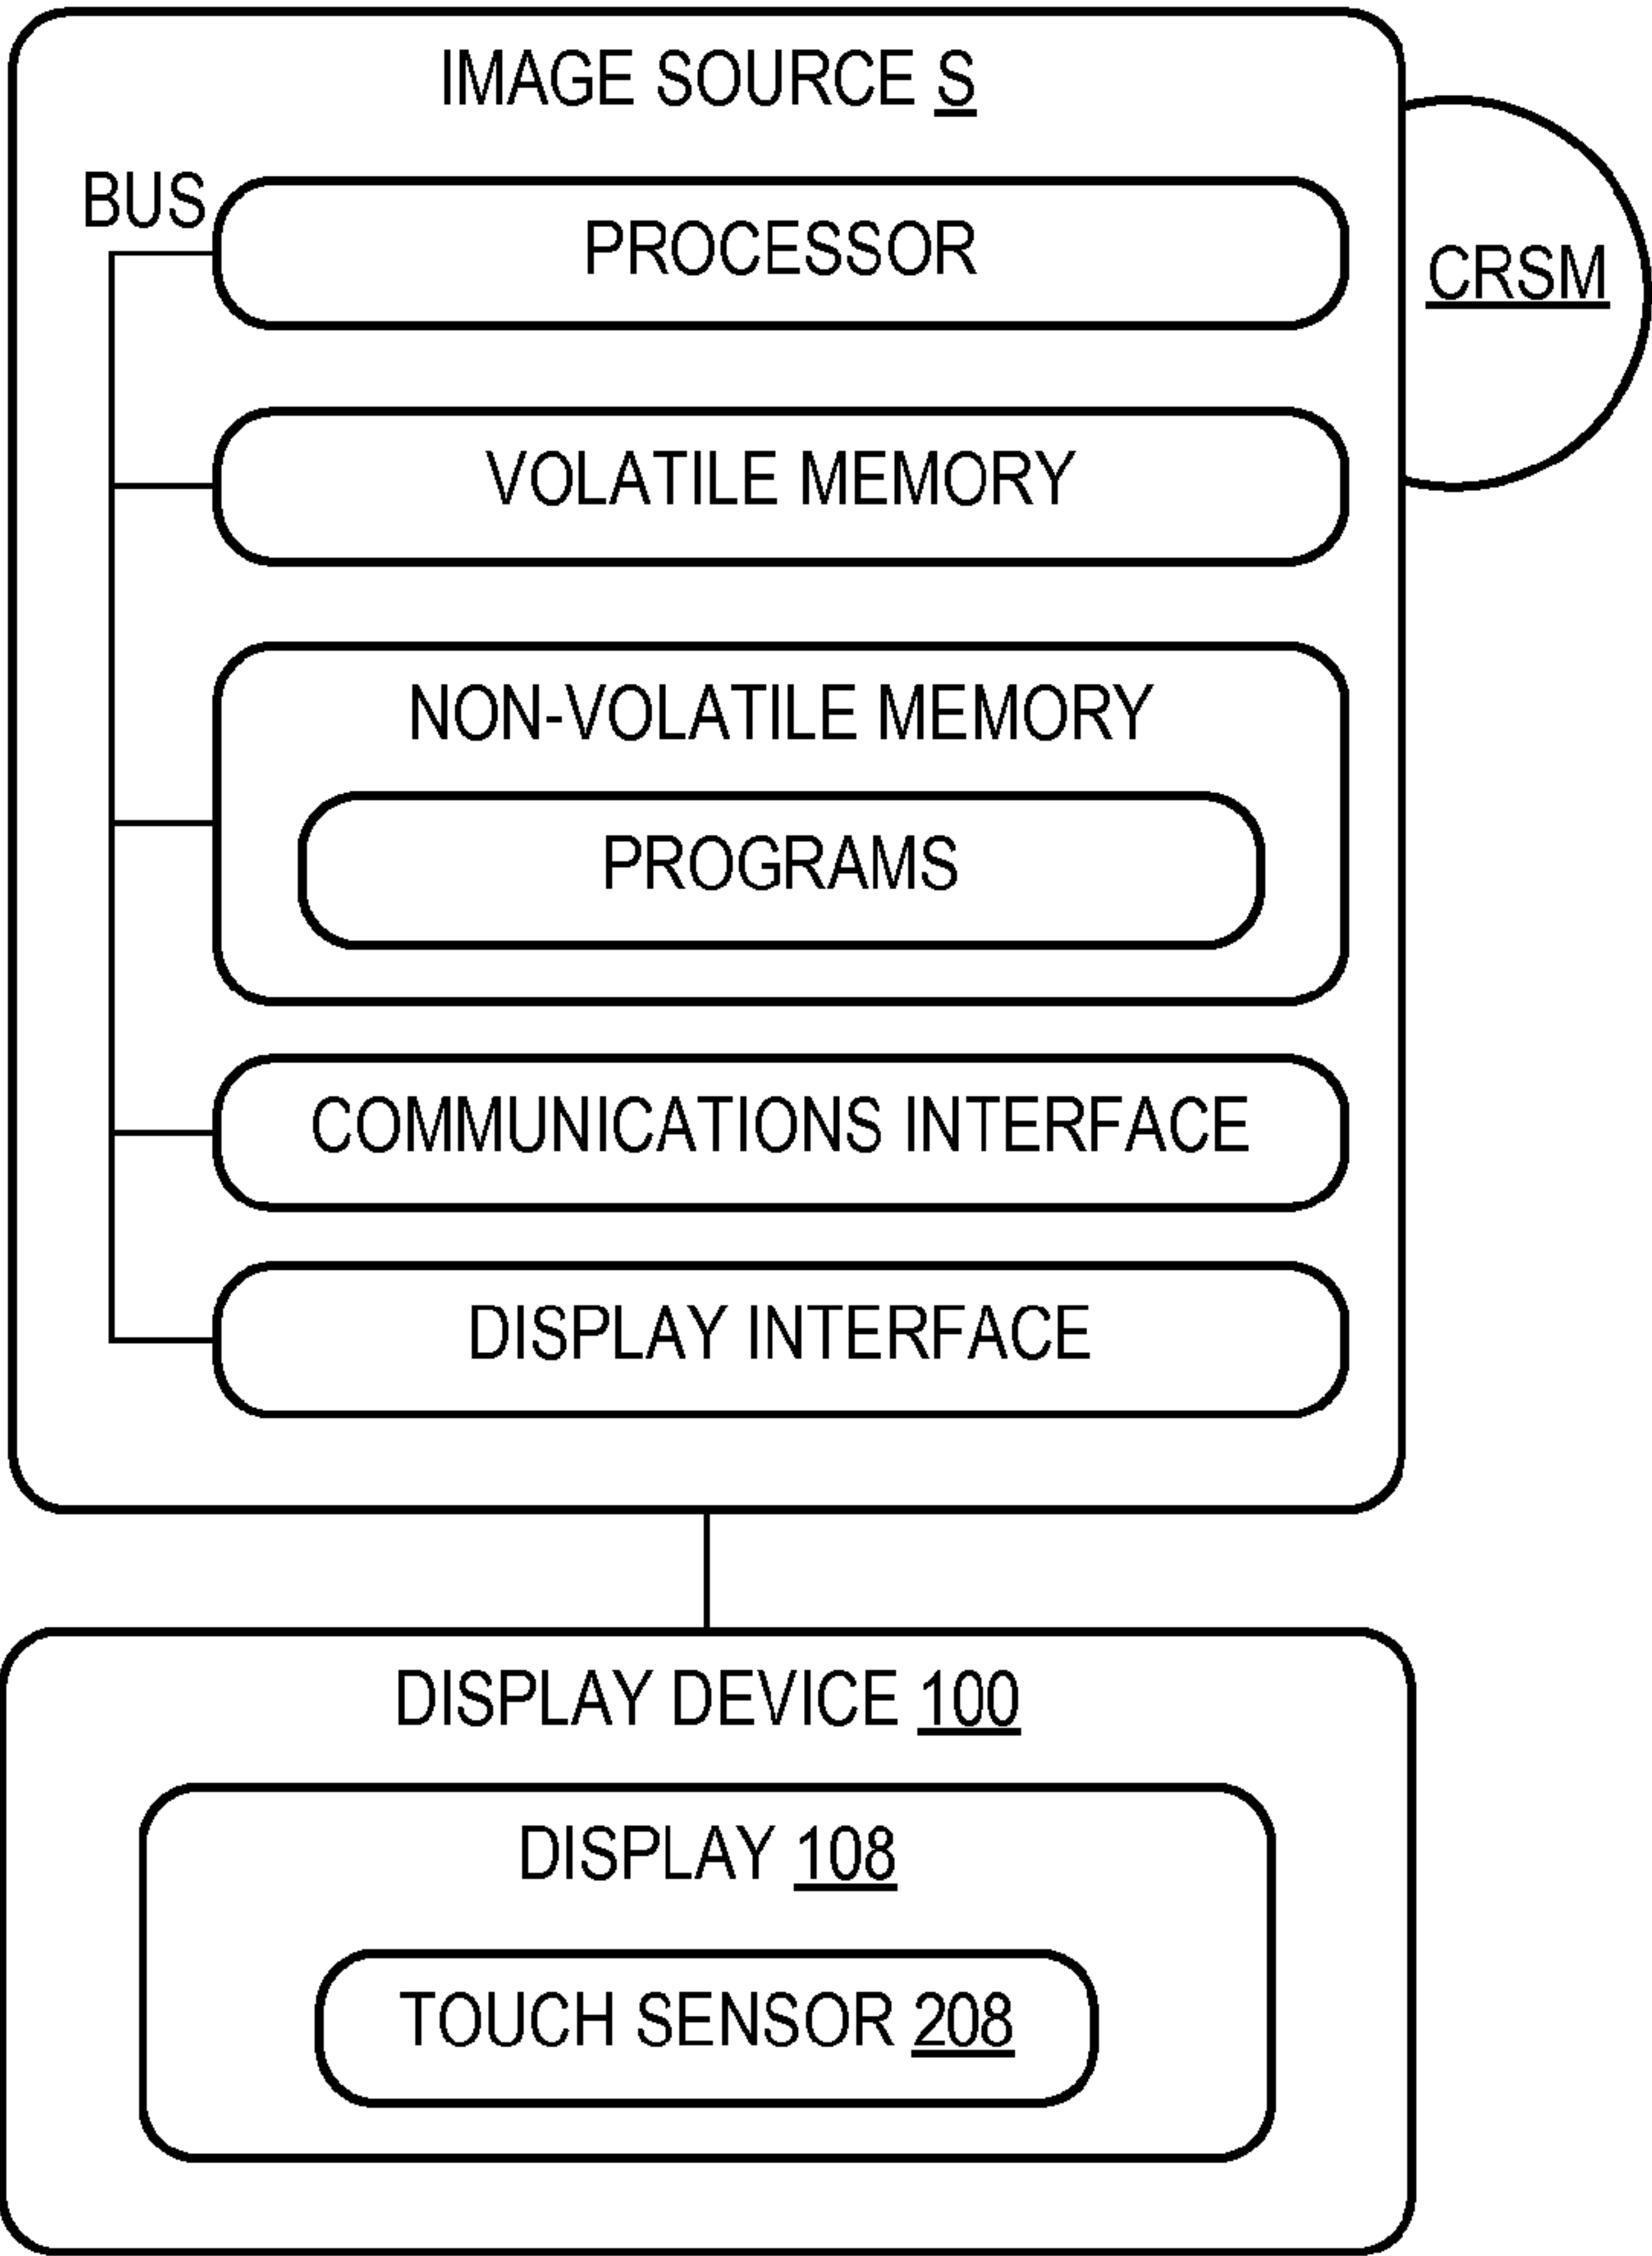 IMAGE SOURCE S
BUS
PROCESSOR
CRSM
VOLATILE MEMORY
NON-VOLATILE MEMORY
PROGRAMS
COMMUNICATIONS INTERFACE
DISPLAY INTERFACE
DISPLAY DEVICE 100
DISPLAY 108
TOUCH SENSOR 208